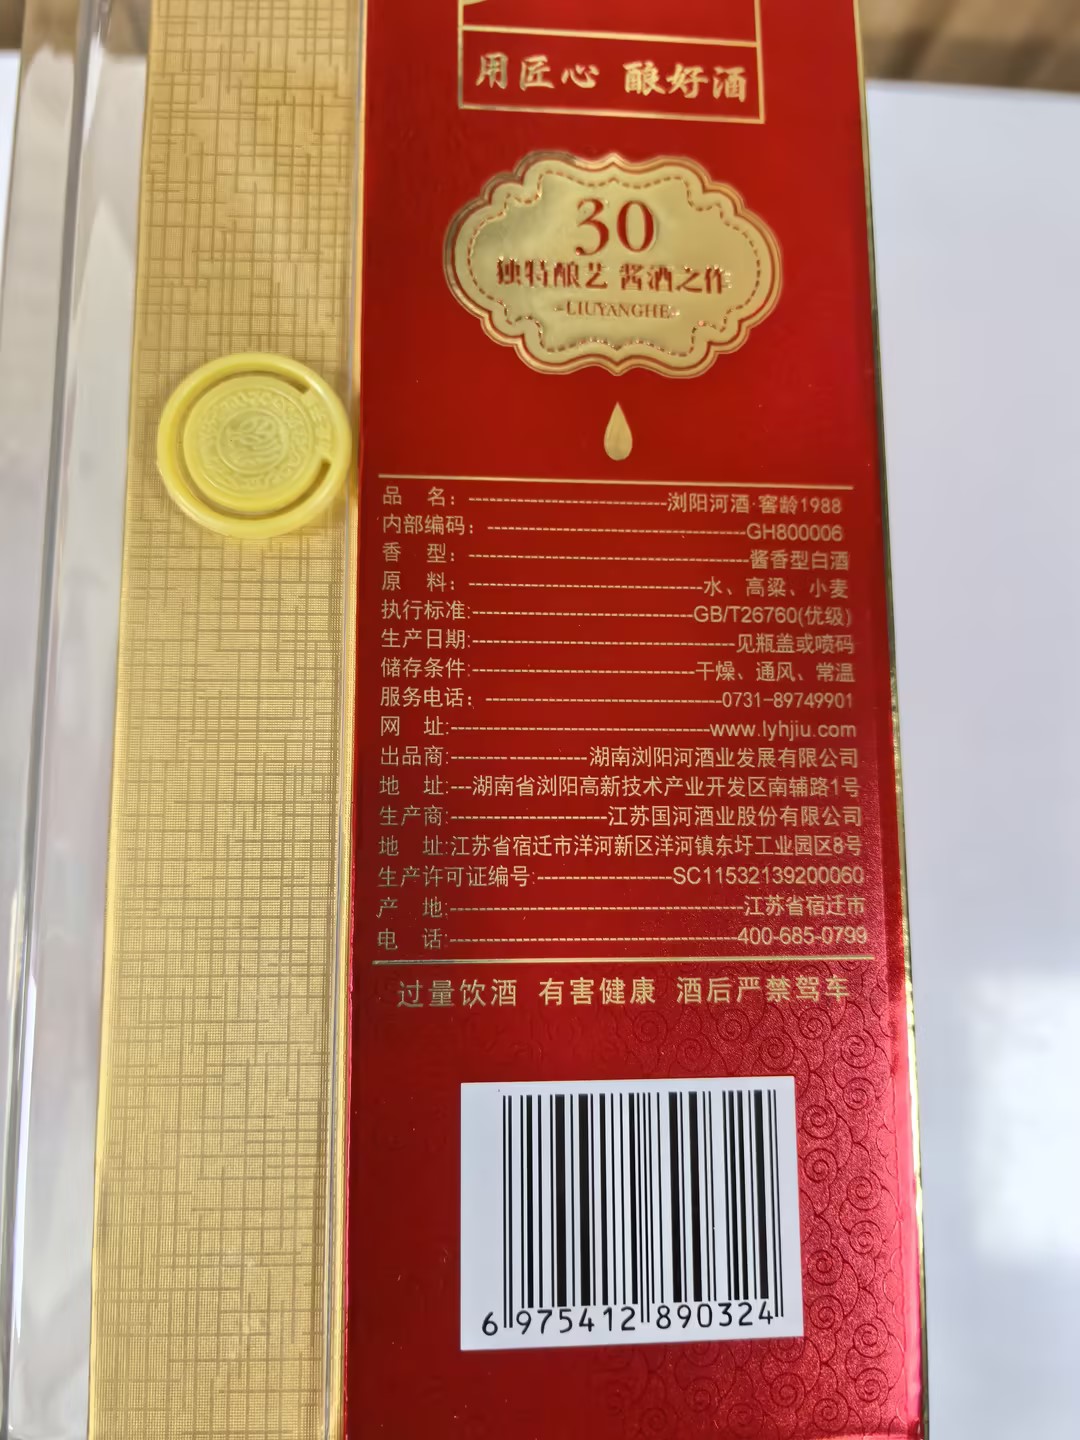 用匠心 酿好酒
30
独特酿艺 酱酒之作
-LIUYANGHE-
品 名：----------------------------浏阳河酒·窖龄1988
内部编码：------------------------------------GH800006
香 型：----------------------------------------酱香型白酒
原 料：---------------------------------水、高粱、小麦
执行标准:-------------------------------GB/T26760(优级)
生产日期:-------------------------------------见瓶盖或喷码
储存条件:-------------------------------干燥、通风、常温
服务电话：---------------------------------0731-89749901
网 址:-------------------------------------www.lyhjiu.com
出品商:-------------------湖南浏阳河酒业发展有限公司
地 址:---湖南省浏阳高新技术产业开发区南辅路1号
生产商:----------------------江苏国河酒业股份有限公司
地 址:江苏省宿迁市洋河新区洋河镇东圩工业园区8号
生产许可证编号:-------------------SC11532139200060
产 地:------------------------------------------江苏省宿迁市
电 话:-----------------------------------------400-685-0799
过量饮酒 有害健康 酒后严禁驾车
6 975412 890324